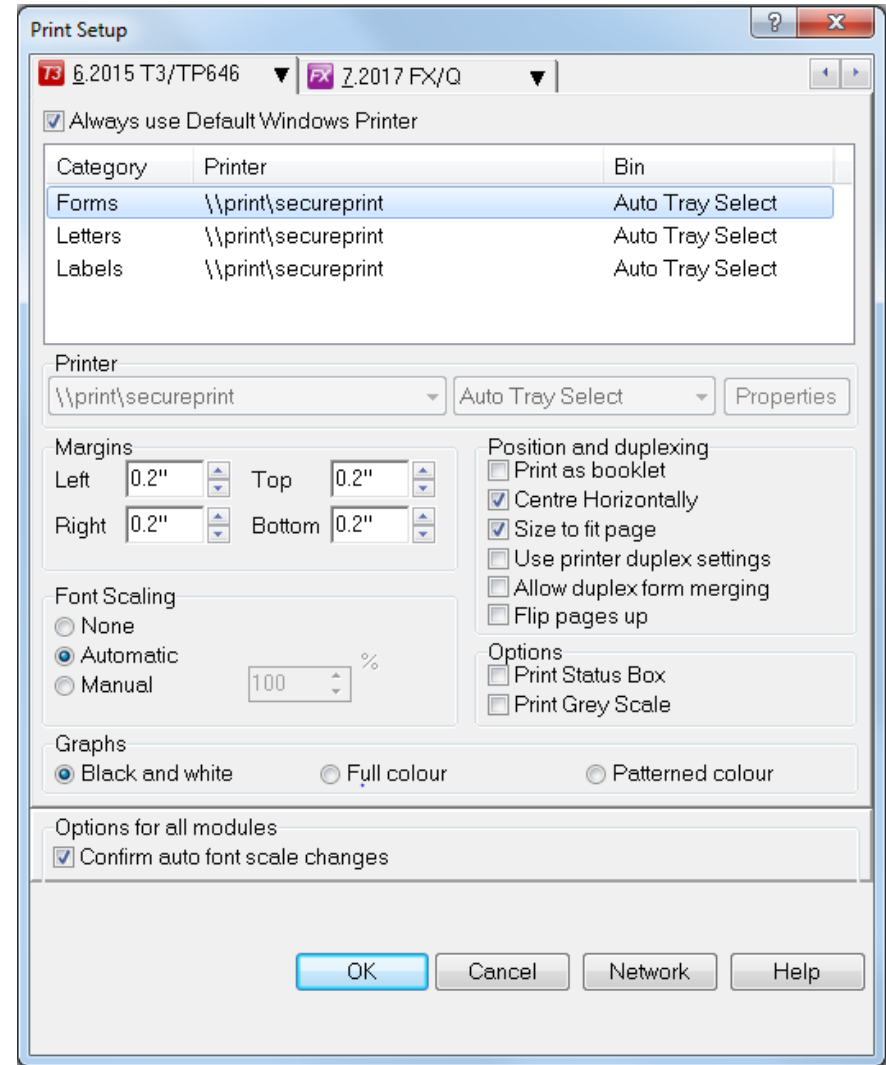 Print Setup
T3 6.2015 T3/TP646 FX 7.2017 FX/Q
Always use Default Windows Printer
Category Printer Bin
Forms \\print\secureprint Auto Tray Select
Letters \\print\secureprint Auto Tray Select
Labels \\print\secureprint Auto Tray Select
Printer
\\print\secureprint Auto Tray Select Properties
Margins
Left 0.2" Top 0.2"
Right 0.2" Bottom 0.2"
Position and duplexing
Print as booklet
Centre Horizontally
Size to fit page
Use printer duplex settings
Allow duplex form merging
Flip pages up
Font Scaling
None
Automatic
Manual 100 %
Options
Print Status Box
Print Grey Scale
Graphs
Black and white Full colour Patterned colour
Options for all modules
Confirm auto font scale changes
OK Cancel Network Help